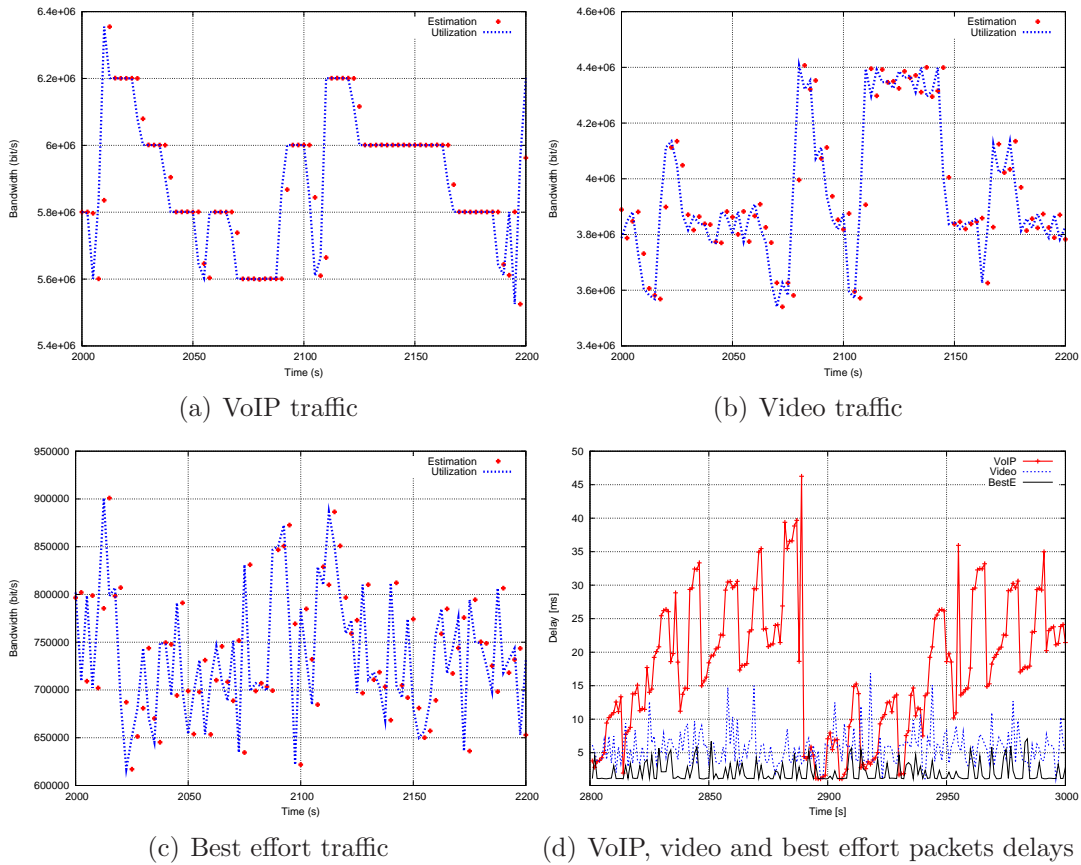 6.4e+06
6.2e+06
6e+06
5.8e+06
5.6e+06
5.4e+06
2000
2050
2100
2150
2200
Bandwidth (bit/s)
Time (s)
Estimation
Utilization
(a) VoIP traffic
4.6e+06
4.4e+06
4.2e+06
4e+06
3.8e+06
3.6e+06
3.4e+06
2000
2050
2100
2150
2200
Bandwidth (bit/s)
Time (s)
Estimation
Utilization
(b) Video traffic
950000
900000
850000
800000
750000
700000
650000
600000
2000
2050
2100
2150
2200
Bandwidth (bit/s)
Time (s)
Estimation
Utilization
(c) Best effort traffic
50
45
40
35
30
25
20
15
10
5
2800
2850
2900
2950
3000
Delay [ms]
Time [s]
VoIP
Video
BestE
(d) VoIP, video and best effort packets delays